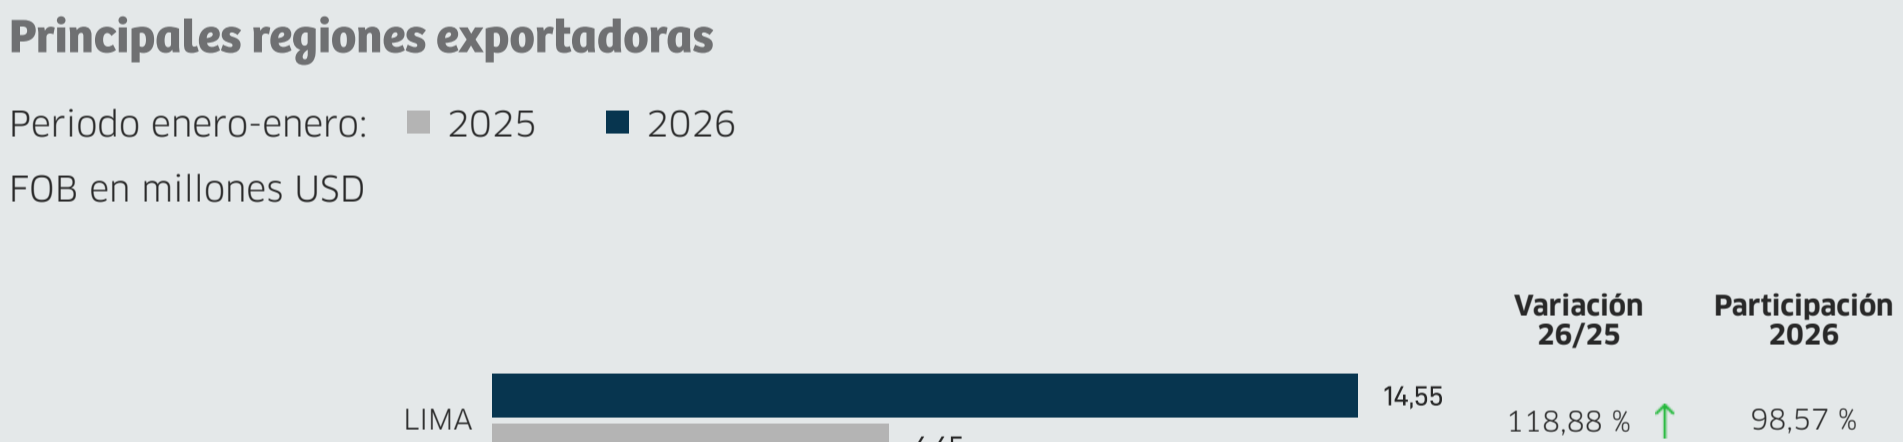 Principales regiones exportadoras
Periodo enero-enero: 2025 2026
FOB en millones USD
Variación 26/25
Participación 2026
14,55
LIMA 118,88 % ↑ 98,57 %